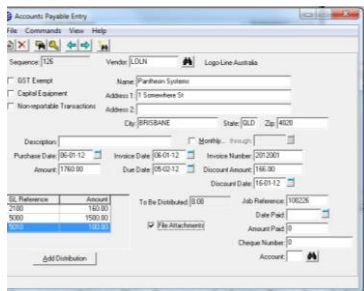 Accounts Payable Entry
File Commands View Help
Sequence: 126 Vendor: LOLN Logo-Line Australia
GST Exempt Name: Pantheon Systems
Capital Equipment Address 1: 1 Somewhere St
Non-reportable Transactions Address 2:
City: BRISBANE State: QLD Zip: 4020
Description: Monthly... through:
Purchase Date: 06-01-12 Invoice Date: 06-01-12 Invoice Number: 2012001
Amount: 1760.00 Due Date: 05-02-12 Discount Amount: 166.00
Discount Date: 16-01-12
GL Reference Amount To Be Distributed: 0.00 Job Reference: 100226
2100 160.00 Date Paid:
5000 1500.00 File Attachments
5010 100.00 Amount Paid: 0
Cheque Number: 0
Add Distribution Account: